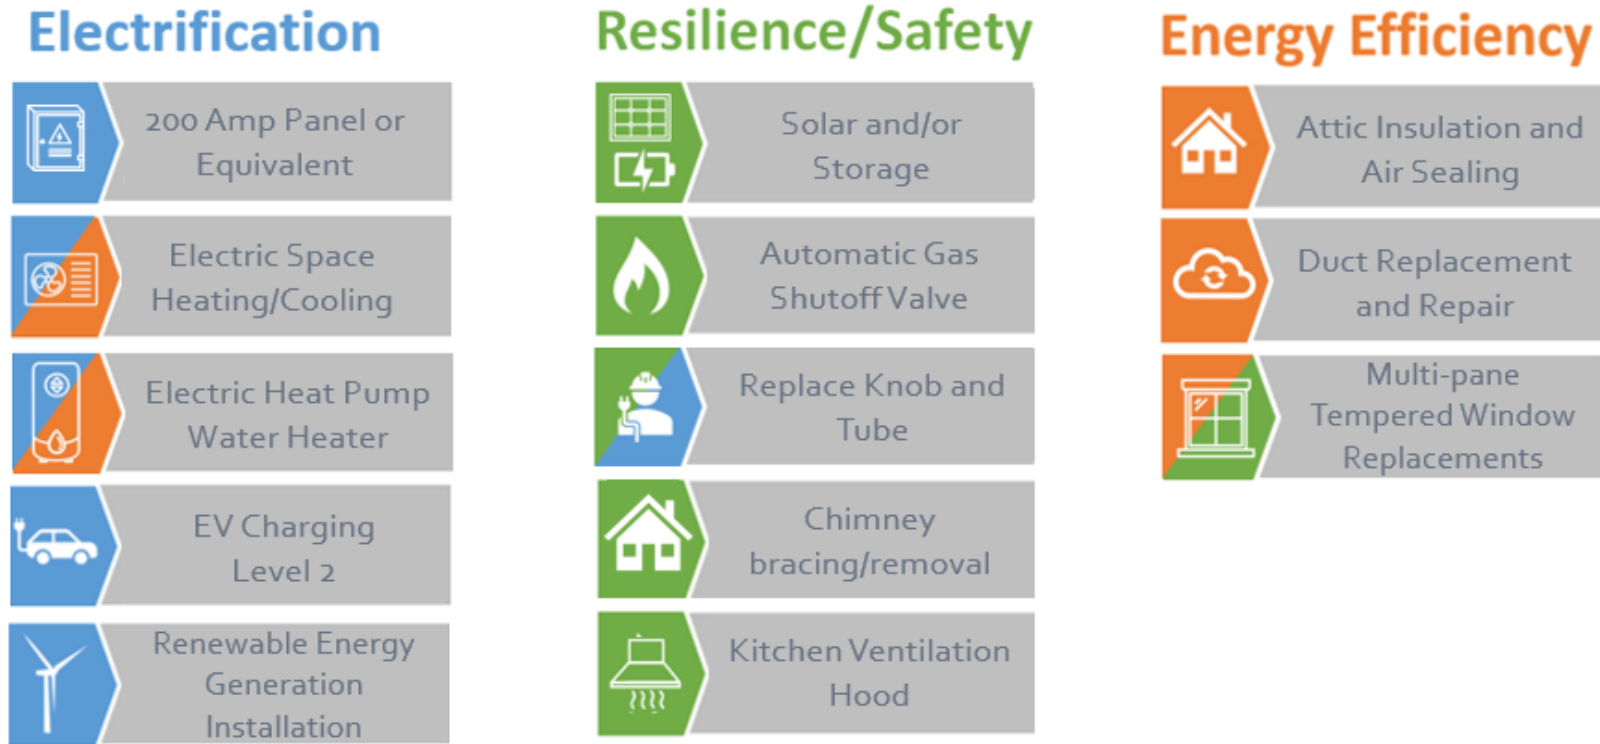 Electrification
200 Amp Panel or
Equivalent
Electric Space
Heating/Cooling
Electric Heat Pump
Water Heater
EV Charging
Level 2
Renewable Energy
Generation
Installation
Resilience/Safety
Solar and/or
Storage
Automatic Gas
Shutoff Valve
Replace Knob and
Tube
Chimney
bracing/removal
Kitchen Ventilation
Hood
Energy Efficiency
Attic Insulation and
Air Sealing
Duct Replacement
and Repair
Multi-pane
Tempered Window
Replacements